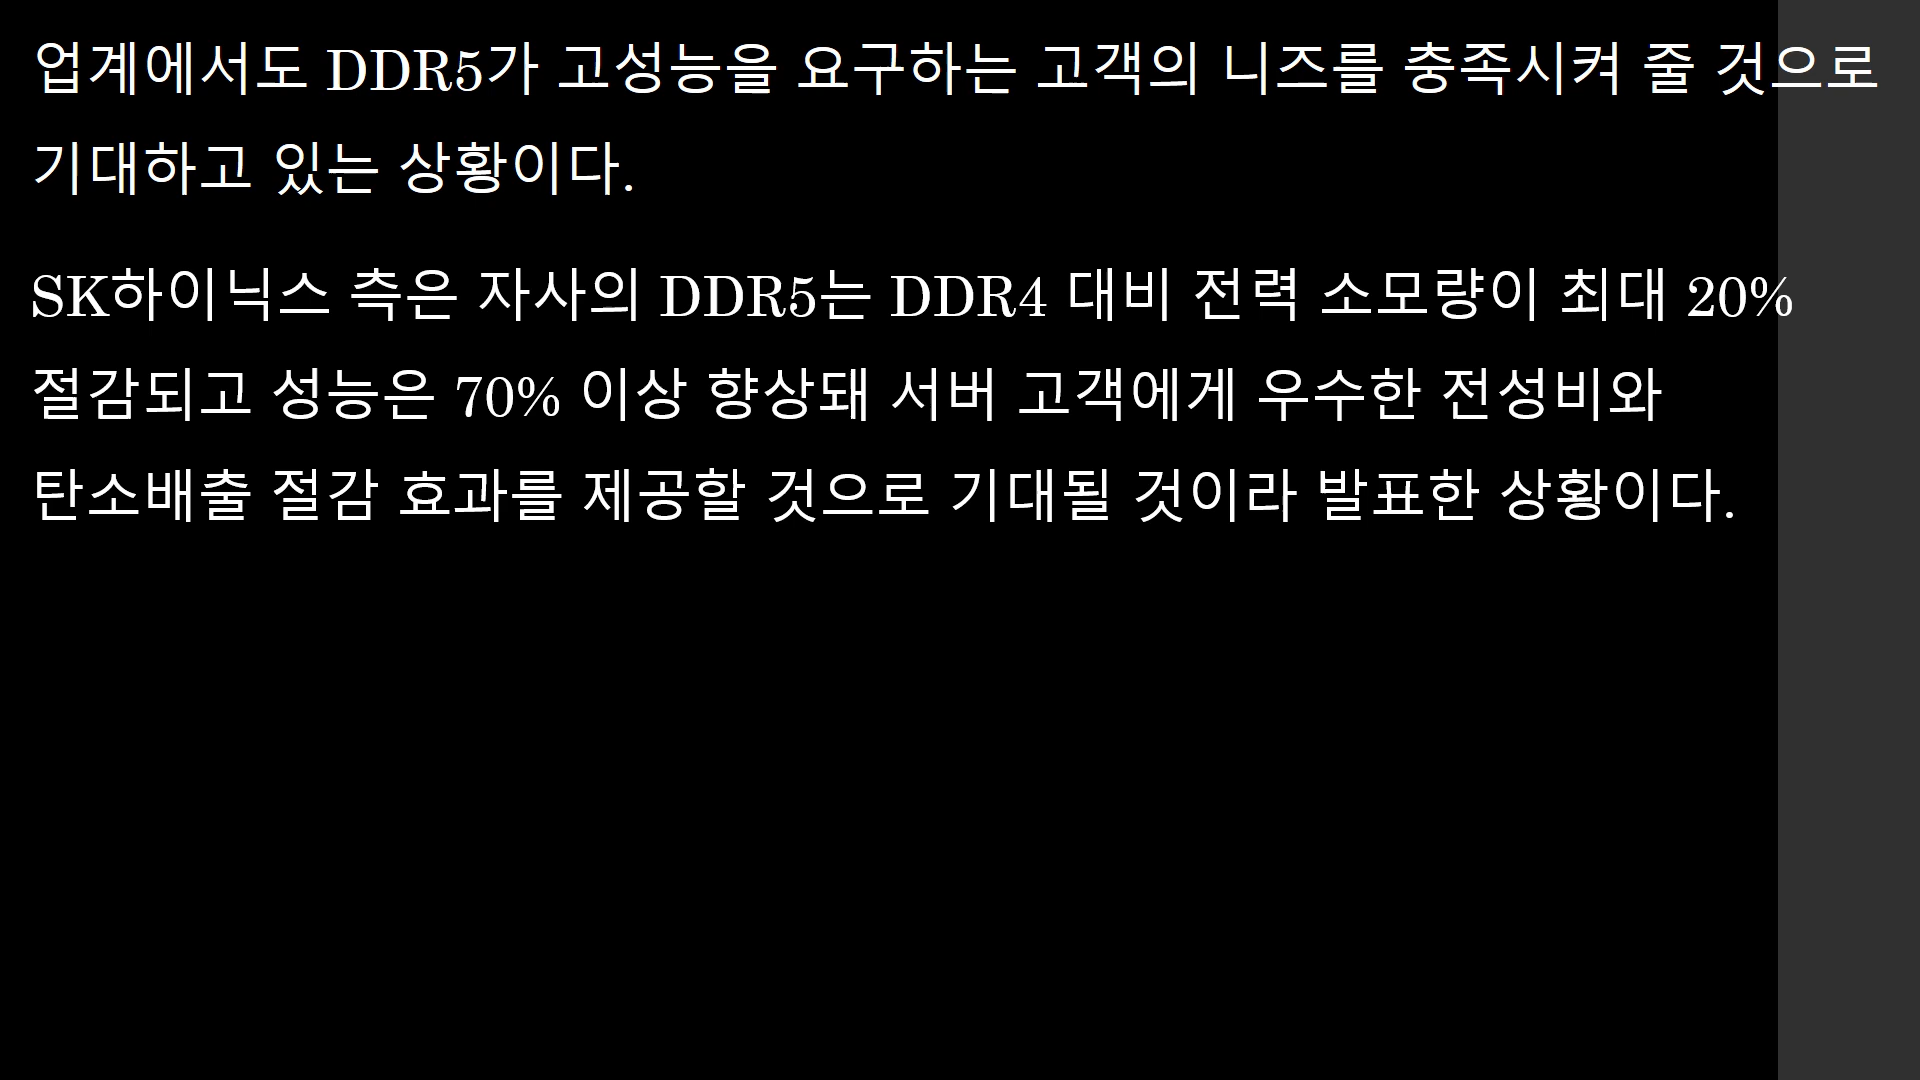 업계에서도 DDR5가 고성능을 요구하는 고객의 니즈를 충족시켜 줄 것으로
기대하고 있는 상황이다.
SK하이닉스 측은 자사의 DDR5는 DDR4 대비 전력 소모량이 최대 20%
절감되고 성능은 70% 이상 향상돼 서버 고객에게 우수한 전성비와
탄소배출 절감 효과를 제공할 것으로 기대될 것이라 발표한 상황이다.